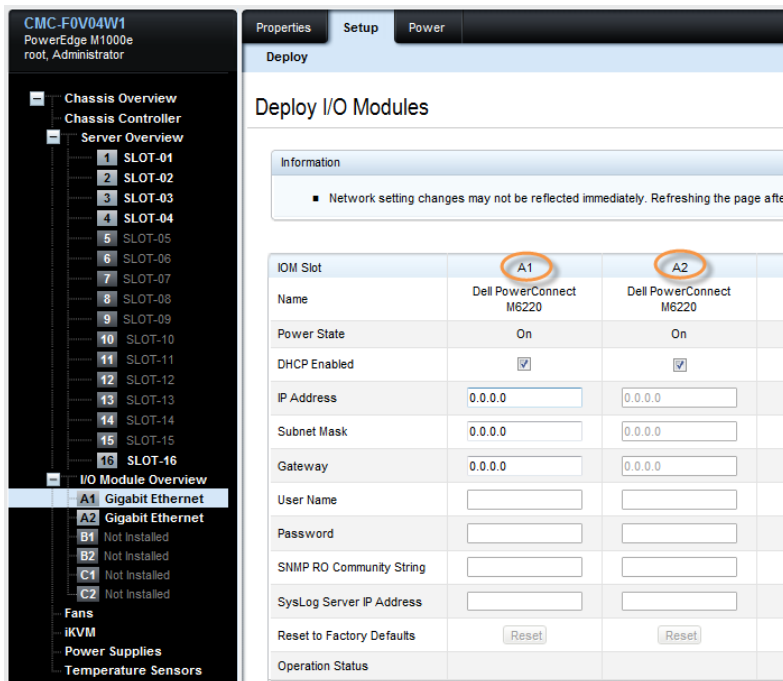 CMC-F0V04W1
PowerEdge M1000e
root, Administrator
Chassis Overview
Chassis Controller
Server Overview
1 SLOT-01
2 SLOT-02
3 SLOT-03
4 SLOT-04
5 SLOT-05
6 SLOT-06
7 SLOT-07
8 SLOT-08
9 SLOT-09
10 SLOT-10
11 SLOT-11
12 SLOT-12
13 SLOT-13
14 SLOT-14
15 SLOT-15
16 SLOT-16
I/O Module Overview
A1 Gigabit Ethernet
A2 Gigabit Ethernet
B1 Not Installed
B2 Not Installed
C1 Not Installed
C2 Not Installed
Fans
iKVM
Power Supplies
Temperature Sensors
Properties Setup Power
Deploy
Deploy I/O Modules
Information
Network setting changes may not be reflected immediately. Refreshing the page afte
IOM Slot A1 A2
Name Dell PowerConnect M6220 Dell PowerConnect M6220
Power State On On
DHCP Enabled
IP Address 0.0.0.0 0.0.0.0
Subnet Mask 0.0.0.0 0.0.0.0
Gateway 0.0.0.0 0.0.0.0
User Name
Password
SNMP RO Community String
SysLog Server IP Address
Reset to Factory Defaults Reset Reset
Operation Status